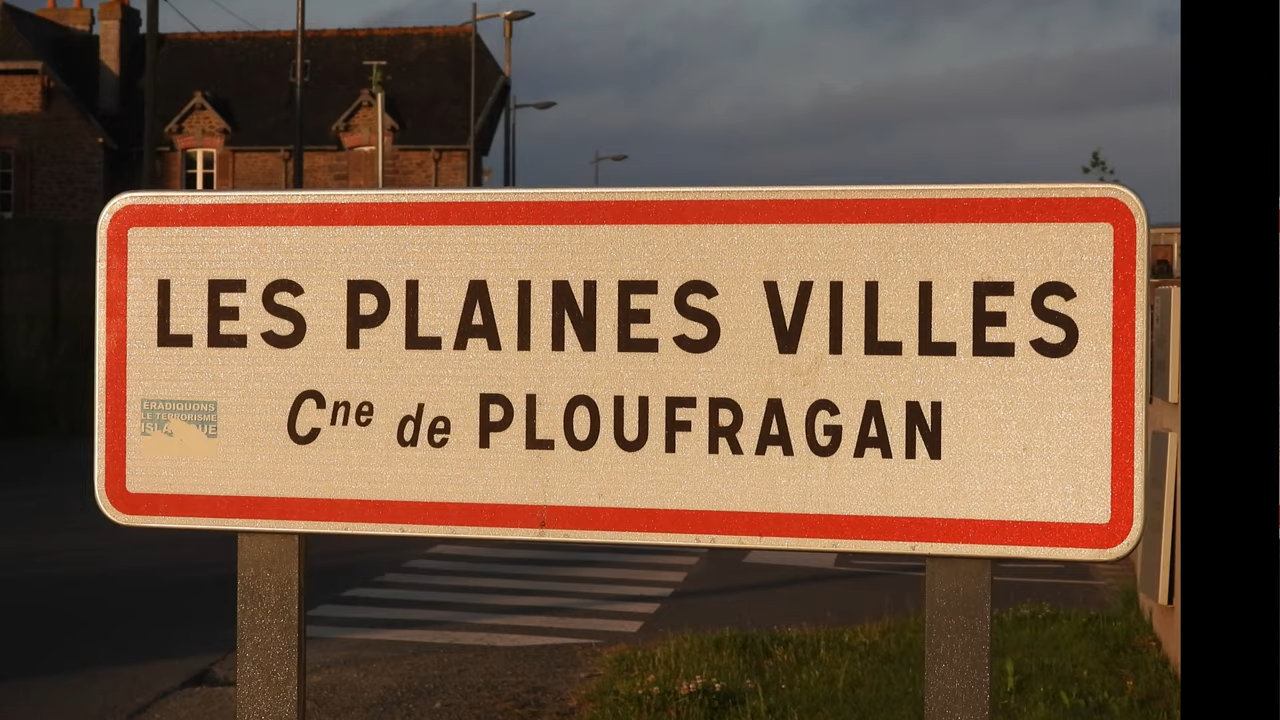 LES PLAINES VILLES
Cne de PLOUFRAGAN
ERADIQUONS
LE TERRORISME